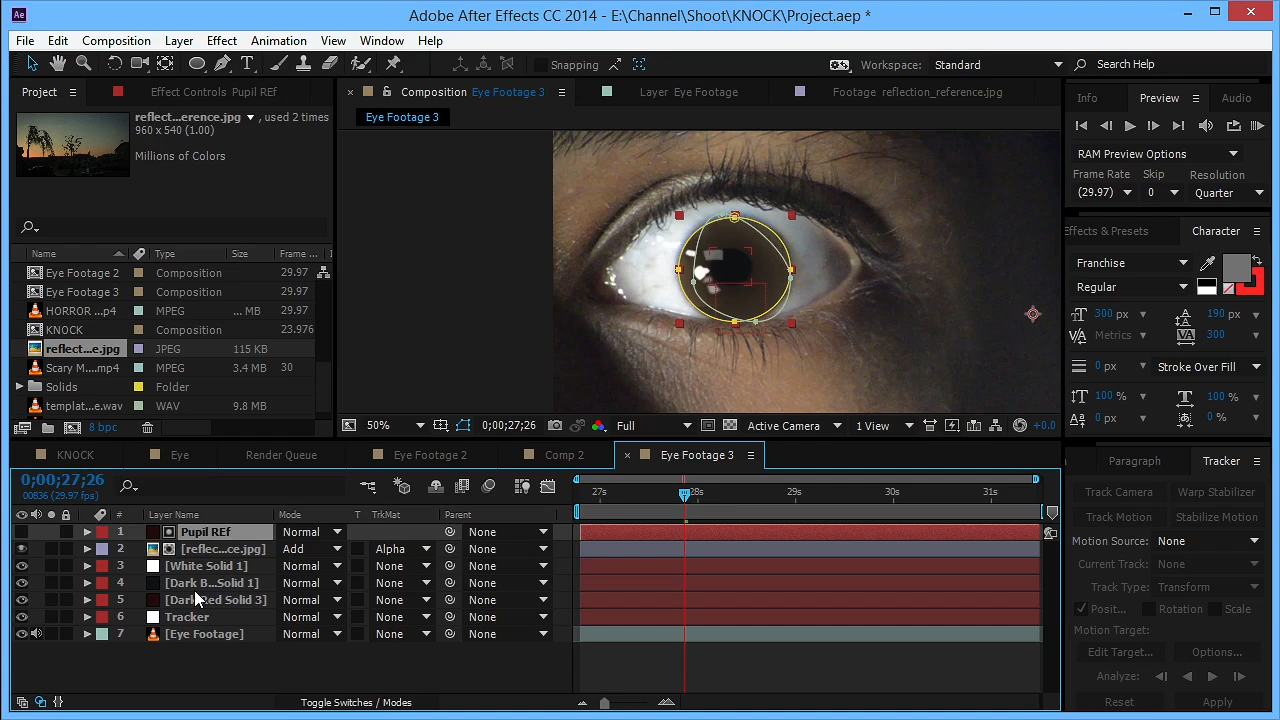 Ae Adobe After Effects CC 2014 - E:\Channel\Shoot\KNOCK\Project.aep *
File Edit Composition Layer Effect Animation View Window Help
Snapping Workspace: Standard Search Help
Project Effect Controls Pupil REf Composition Eye Footage 3 Layer Eye Footage Footage reflection_reference.jpg Info Preview Audio
reflect...erence.jpg , used 2 times
960 x 540 (1.00)
Millions of Colors
Eye Footage 3
RAM Preview Options
Frame Rate Skip Resolution
(29.97) 0 Quarter
Effects & Presets Character
Name Type Size Frame ...
Eye Footage 2 Composition 29.97
Eye Footage 3 Composition 29.97
HORROR ...p4 MPEG ... MB 29.97
KNOCK Composition 23.976
reflect...e.jpg JPEG 115 KB
Scary M....mp4 MPEG 3.4 MB 30
Solids Folder
templat...e.wav WAV 9.8 MB
8 bpc
Franchise
Regular
300 px 190 px
Metrics 300
0 px Stroke Over Fill
100 % 100 %
0 px 0 %
50% 0;00;27;26 Full Active Camera 1 View +0.0
KNOCK Eye Render Queue Eye Footage 2 Comp 2 Eye Footage 3
0;00;27;26
00836 (29.97 fps)
27s 28s 29s 30s 31s
# Layer Name Mode T TrkMat Parent
1 Pupil REf Normal None
2 [reflec...ce.jpg] Add Alpha None
3 [White Solid 1] Normal None None
4 [Dark B...Solid 1] Normal None None
5 [Dark Red Solid 3] Normal None None
6 Tracker Normal None None
7 [Eye Footage] Normal None None
Toggle Switches / Modes
Paragraph Tracker
Track Camera Warp Stabilizer
Track Motion Stabilize Motion
Motion Source: None
Current Track: None
Track Type: Transform
Posit... Rotation Scale
Motion Target:
Edit Target... Options...
Analyze:
Reset Apply